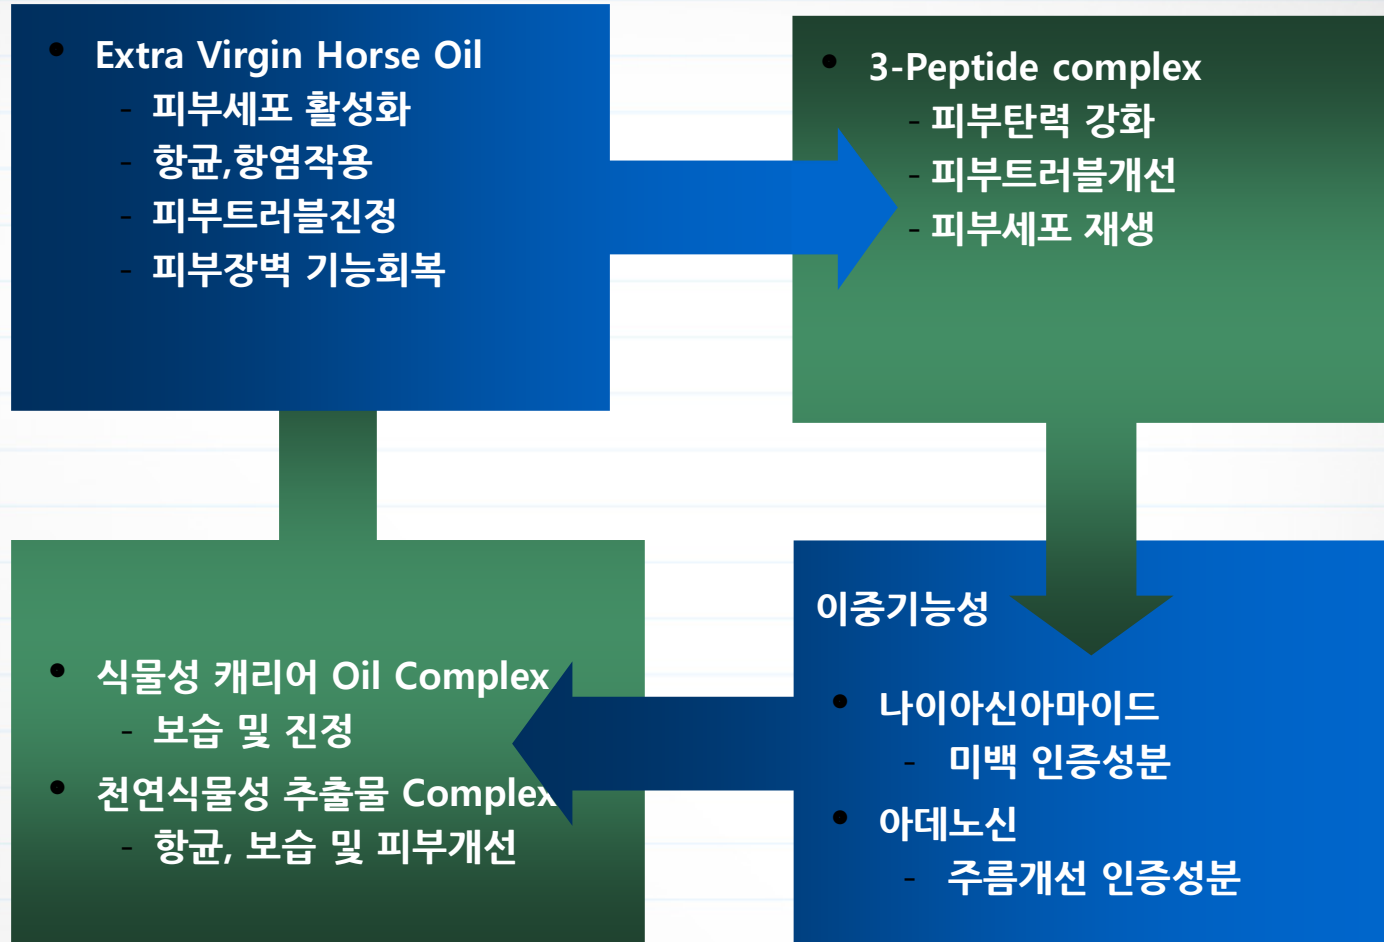 • Extra Virgin Horse Oil
- 피부세포 활성화
- 항균,항염작용
- 피부트러블진정
- 피부장벽 기능회복
• 3-Peptide complex
- 피부탄력 강화
- 피부트러블개선
- 피부세포 재생
• 식물성 캐리어 Oil Complex
- 보습 및 진정
• 천연식물성 추출물 Complex
- 항균, 보습 및 피부개선
이중기능성
• 나이아신아마이드
- 미백 인증성분
• 아데노신
- 주름개선 인증성분